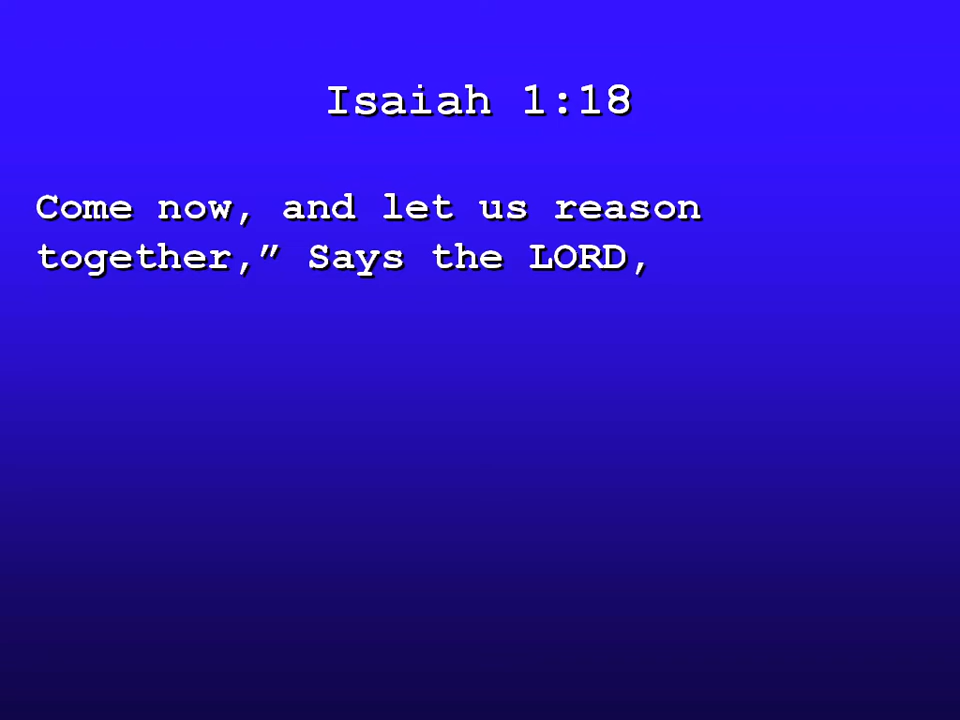 Isaiah 1:18
Come now, and let us reason
together,” Says the LORD,